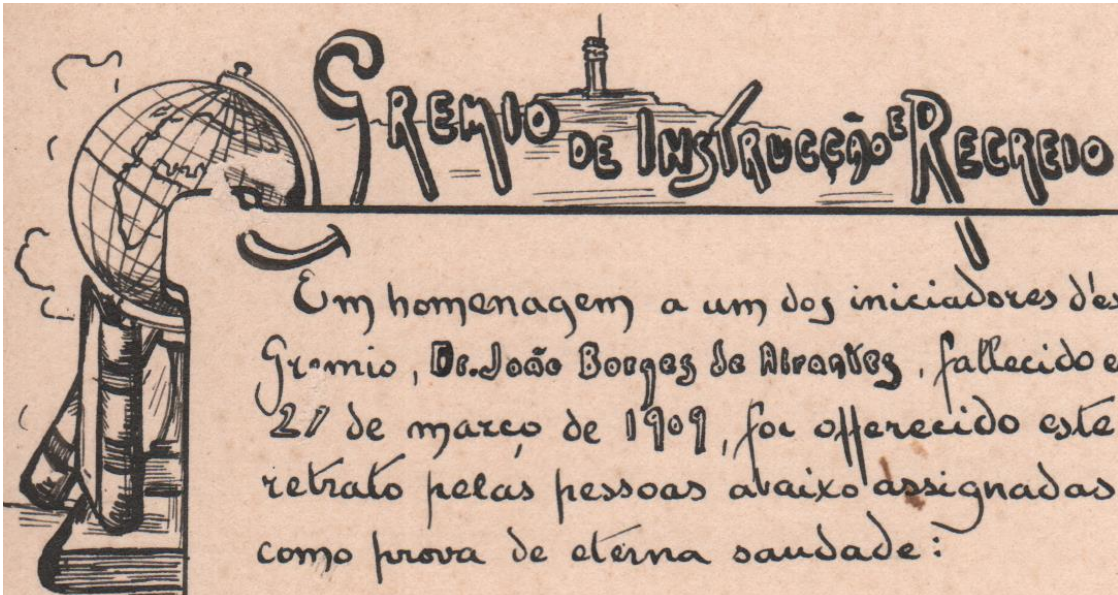 GREMIO DE INSTRUCÇÃO E RECREIO
Em homenagem a um dos iniciadores d'es
Gremio, Dr. João Borges de Abrantes, fallecido e
27 de março de 1909, foi offerecido este
retrato pelas pessoas abaixo assignadas
como prova de eterna saudade: